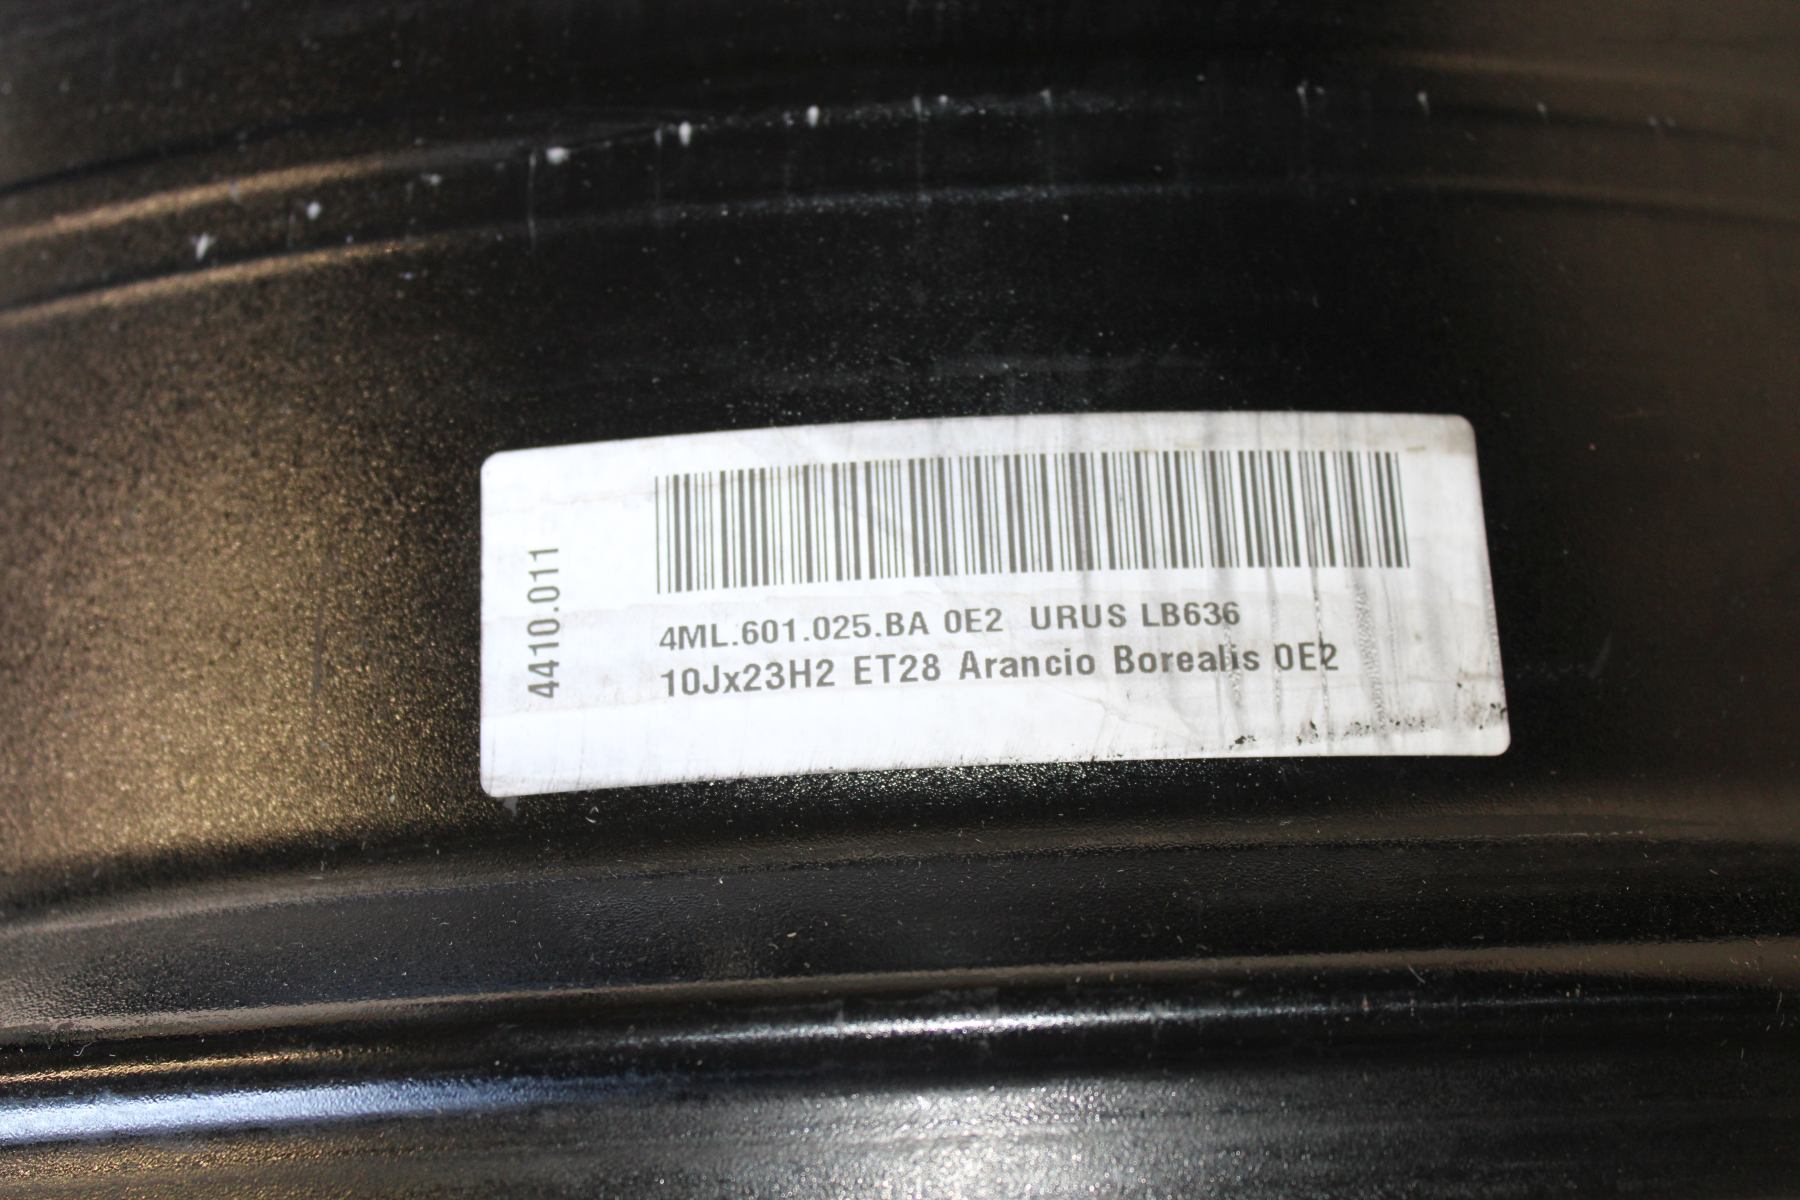 4410.011
4ML.601.025.BA 0E2 URUS LB636
10Jx23H2 ET28 Arancio Borealis 0E2